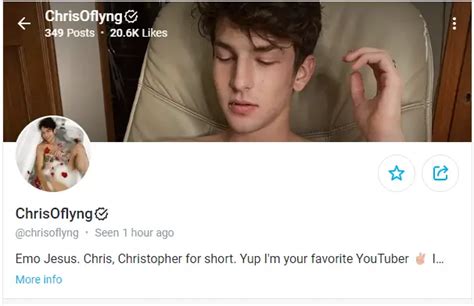 ChrisOflyng
349 Posts • 20.6K Likes
ChrisOflyng
@chrisoflyng • Seen 1 hour ago
Emo Jesus. Chris, Christopher for short. Yup I'm your favorite YouTuber ✌🏻 I...
More info